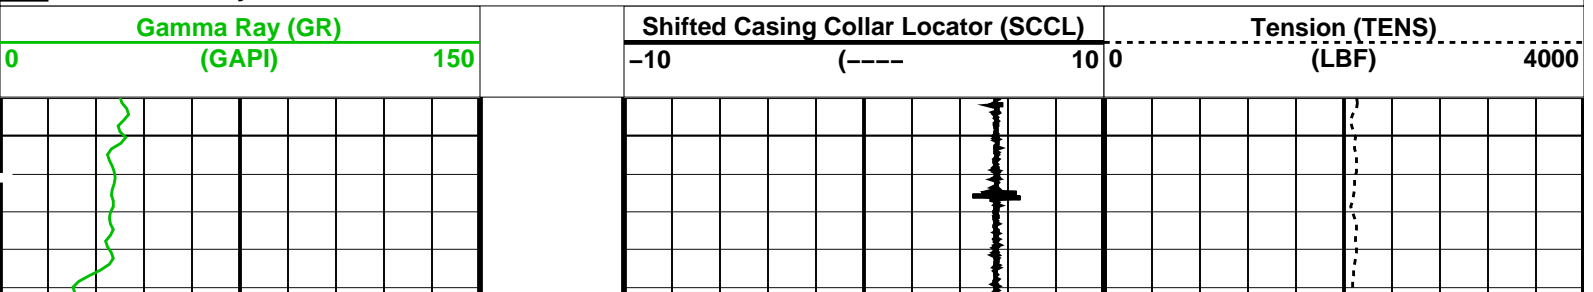 Gamma Ray (GR)
0 (GAPI) 150
Shifted Casing Collar Locator (SCCL)
−10 (−−−− 10
Tension (TENS)
0 (LBF) 4000